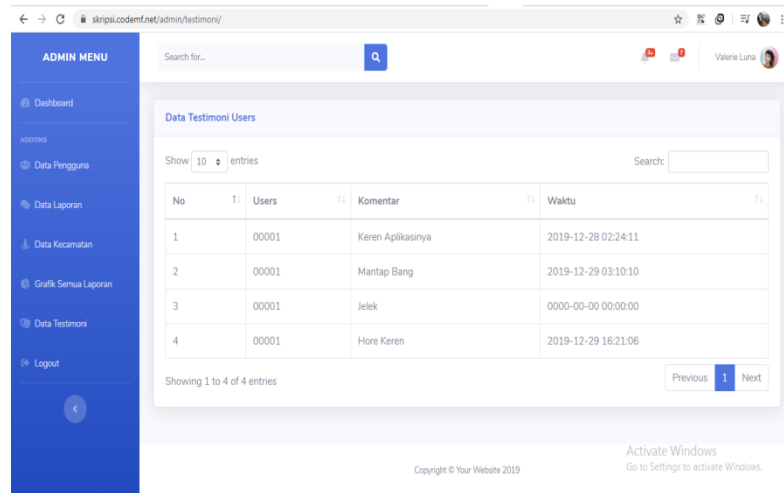 skripsi.codemf.net/admin/testimoni/
ADMIN MENU
Search for...
3+
7
Valerie Luna
Dashboard
ADDONS
Data Pengguna
Data Laporan
Data Kecamatan
Grafik Semua Laporan
Data Testimoni
Logout
Data Testimoni Users
Show 10 entries
Search:
No Users Komentar Waktu
1 00001 Keren Aplikasinya 2019-12-28 02:24:11
2 00001 Mantap Bang 2019-12-29 03:10:10
3 00001 Jelek 0000-00-00 00:00:00
4 00001 Hore Keren 2019-12-29 16:21:06
Showing 1 to 4 of 4 entries
Previous 1 Next
Copyright © Your Website 2019
Activate Windows
Go to Settings to activate Windows.